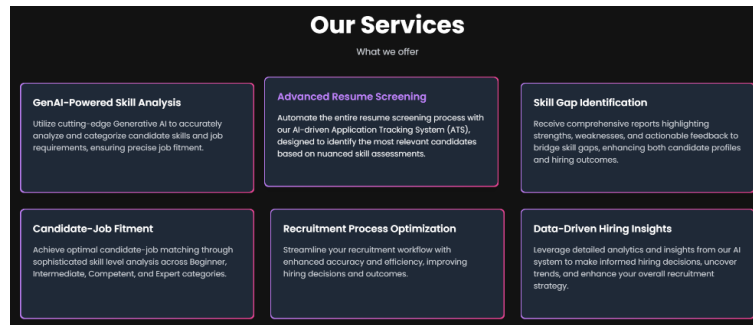 Our Services
What we offer
GenAI-Powered Skill Analysis
Utilize cutting-edge Generative AI to accurately
analyze and categorize candidate skills and job
requirements, ensuring precise job fitment.
Advanced Resume Screening
Automate the entire resume screening process with
our AI-driven Application Tracking System (ATS),
designed to identify the most relevant candidates
based on nuanced skill assessments.
Skill Gap Identification
Receive comprehensive reports highlighting
strengths, weaknesses, and actionable feedback to
bridge skill gaps, enhancing both candidate profiles
and hiring outcomes.
Candidate-Job Fitment
Achieve optimal candidate-job matching through
sophisticated skill level analysis across Beginner,
Intermediate, Competent, and Expert categories.
Recruitment Process Optimization
Streamline your recruitment workflow with
enhanced accuracy and efficiency, improving
hiring decisions and outcomes.
Data-Driven Hiring Insights
Leverage detailed analytics and insights from our AI
system to make informed hiring decisions, uncover
trends, and enhance your overall recruitment
strategy.